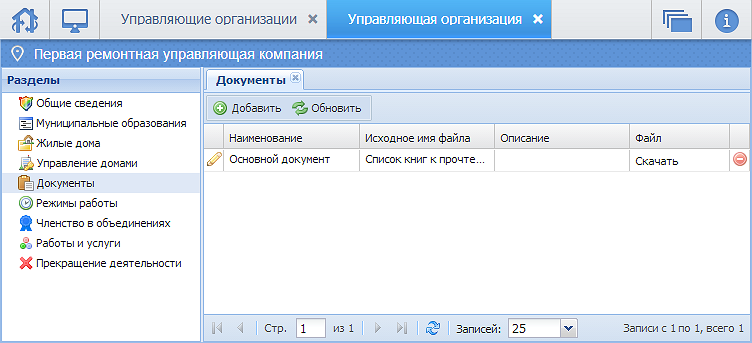 Управляющие организации
Управляющая организация
Первая ремонтная управляющая компания
Разделы
Общие сведения
Муниципальные образования
Жилые дома
Управление домами
Документы
Режимы работы
Членство в объединениях
Работы и услуги
Прекращение деятельности
Документы
Добавить Обновить
Наименование Исходное имя файла Описание Файл
Основной документ Список книг к прочте... Скачать
Стр. 1 из 1 Записей: 25 Записи с 1 по 1, всего 1